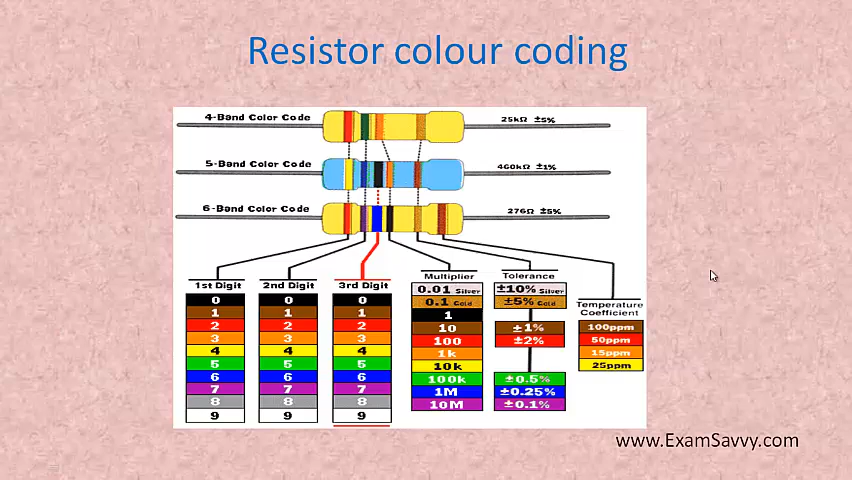 Resistor colour coding
4-Band Color Code
25kΩ ±5%
5-Band Color Code
460kΩ ±1%
6-Band Color Code
276Ω ±5%
1st Digit 2nd Digit 3rd Digit Multiplier Tolerance Temperature Coefficient
0.01 Silver ±10% Silver
0 0 0 0.1 Gold ±5% Gold
1 1 1 1
2 2 2 10 ±1% 100ppm
3 3 3 100 ±2% 50ppm
4 4 4 1k 15ppm
5 5 5 10k 25ppm
6 6 6 100k ±0.5%
7 7 7 1M ±0.25%
8 8 8 10M ±0.1%
9 9 9
www.ExamSavvy.com